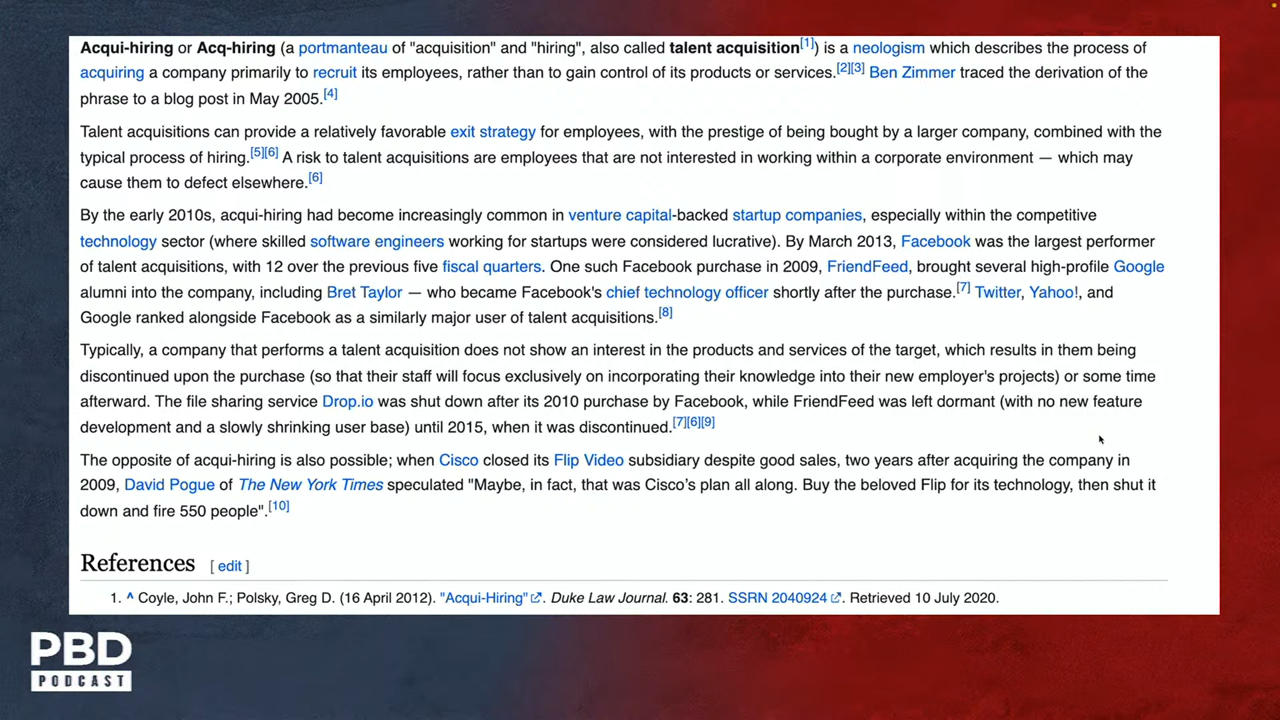 Acqui-hiring or Acq-hiring (a portmanteau of "acquisition" and "hiring", also called talent acquisition[1]) is a neologism which describes the process of
acquiring a company primarily to recruit its employees, rather than to gain control of its products or services.[2][3] Ben Zimmer traced the derivation of the
phrase to a blog post in May 2005.[4]
Talent acquisitions can provide a relatively favorable exit strategy for employees, with the prestige of being bought by a larger company, combined with the
typical process of hiring.[5][6] A risk to talent acquisitions are employees that are not interested in working within a corporate environment — which may
cause them to defect elsewhere.[6]
By the early 2010s, acqui-hiring had become increasingly common in venture capital-backed startup companies, especially within the competitive
technology sector (where skilled software engineers working for startups were considered lucrative). By March 2013, Facebook was the largest performer
of talent acquisitions, with 12 over the previous five fiscal quarters. One such Facebook purchase in 2009, FriendFeed, brought several high-profile Google
alumni into the company, including Bret Taylor — who became Facebook's chief technology officer shortly after the purchase.[7] Twitter, Yahoo!, and
Google ranked alongside Facebook as a similarly major user of talent acquisitions.[8]
Typically, a company that performs a talent acquisition does not show an interest in the products and services of the target, which results in them being
discontinued upon the purchase (so that their staff will focus exclusively on incorporating their knowledge into their new employer's projects) or some time
afterward. The file sharing service Drop.io was shut down after its 2010 purchase by Facebook, while FriendFeed was left dormant (with no new feature
development and a slowly shrinking user base) until 2015, when it was discontinued.[7][6][9]
The opposite of acqui-hiring is also possible; when Cisco closed its Flip Video subsidiary despite good sales, two years after acquiring the company in
2009, David Pogue of The New York Times speculated "Maybe, in fact, that was Cisco's plan all along. Buy the beloved Flip for its technology, then shut it
down and fire 550 people".[10]
References [ edit ]
1. ^ Coyle, John F.; Polsky, Greg D. (16 April 2012). "Acqui-Hiring". Duke Law Journal. 63: 281. SSRN 2040924. Retrieved 10 July 2020.
PBD
PODCAST